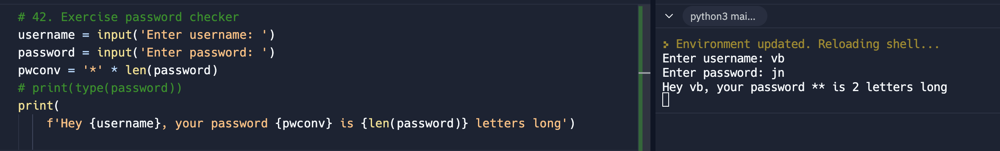 # 42. Exercise password checker
username = input('Enter username: ')
password = input('Enter password: ')
pwconv = '*' * len(password)
# print(type(password))
print(
    f'Hey {username}, your password {pwconv} is {len(password)} letters long')
python3 mai...
Environment updated. Reloading shell...
Enter username: vb
Enter password: jn
Hey vb, your password ** is 2 letters long